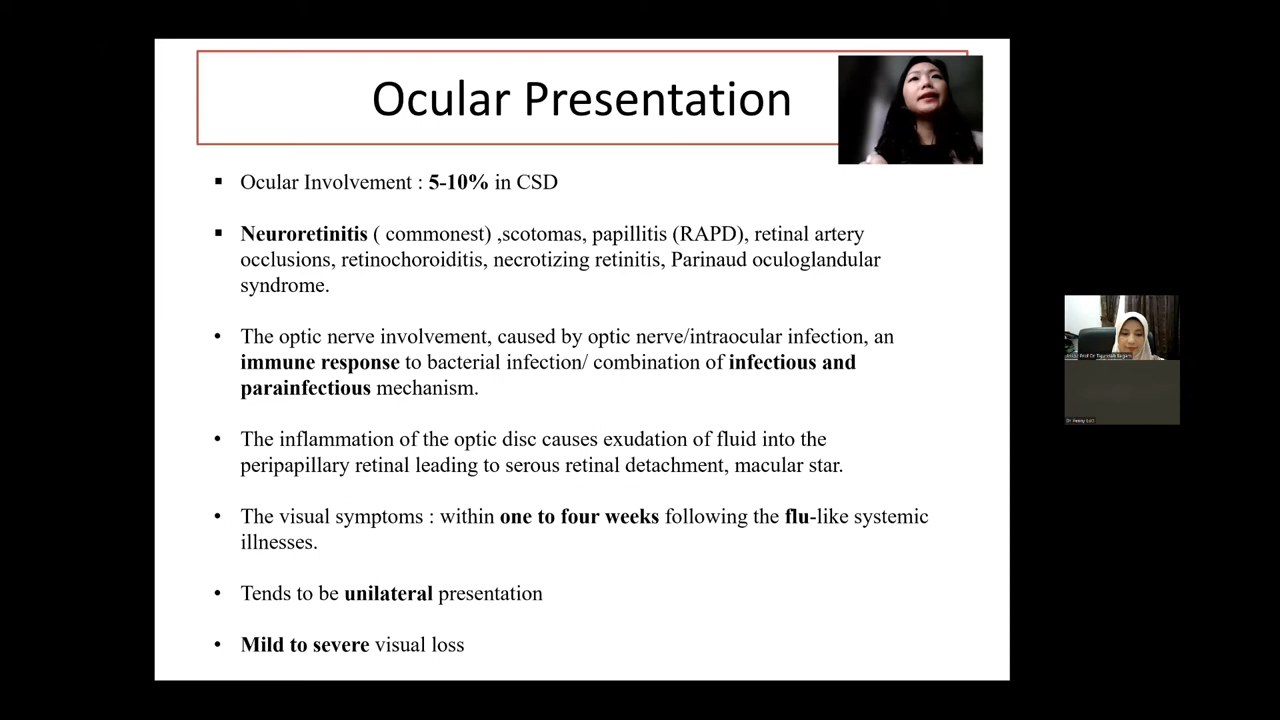 Ocular Presentation
▪ Ocular Involvement : 5-10% in CSD
▪ Neuroretinitis ( commonest) ,scotomas, papillitis (RAPD), retinal artery
occlusions, retinochoroiditis, necrotizing retinitis, Parinaud oculoglandular
syndrome.
• The optic nerve involvement, caused by optic nerve/intraocular infection, an
immune response to bacterial infection/ combination of infectious and
parainfectious mechanism.
• The inflammation of the optic disc causes exudation of fluid into the
peripapillary retinal leading to serous retinal detachment, macular star.
• The visual symptoms : within one to four weeks following the flu-like systemic
illnesses.
• Tends to be unilateral presentation
• Mild to severe visual loss
Prof Dr
Dr